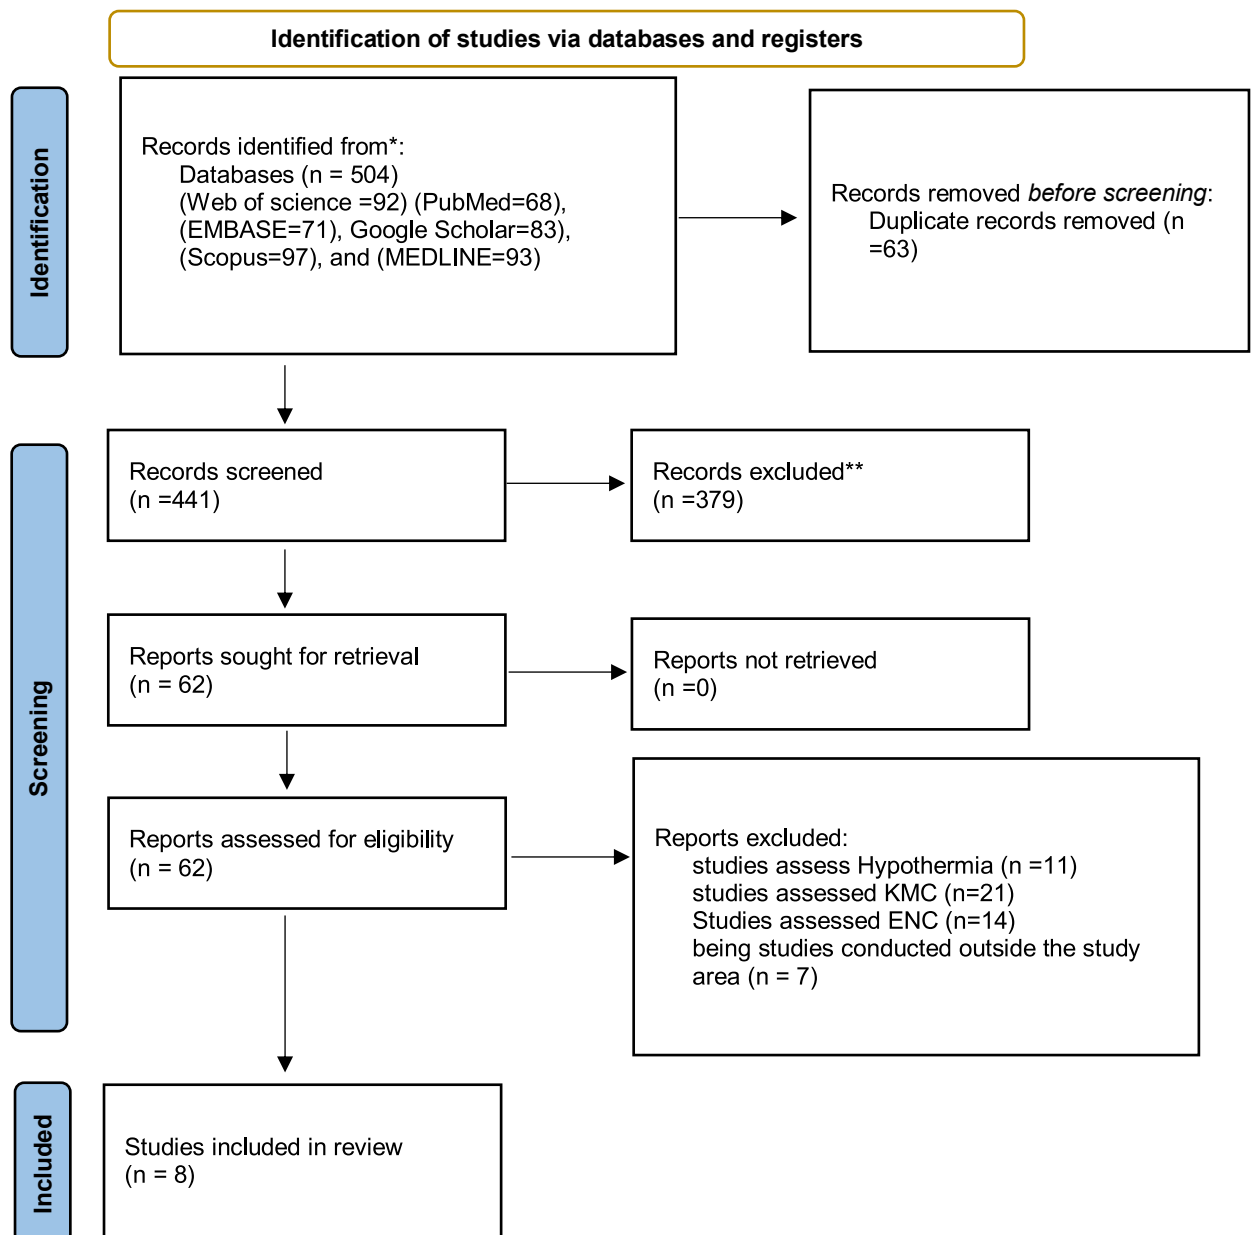 Identification of studies via databases and registers
Identification
Records identified from*:
Databases (n = 504)
(Web of science =92) (PubMed=68),
(EMBASE=71), Google Scholar=83),
(Scopus=97), and (MEDLINE=93)
Records removed before screening:
Duplicate records removed (n
=63)
Screening
Records screened
(n =441)
Records excluded**
(n =379)
Reports sought for retrieval
(n = 62)
Reports not retrieved
(n =0)
Reports assessed for eligibility
(n = 62)
Reports excluded:
studies assess Hypothermia (n =11)
studies assessed KMC (n=21)
Studies assessed ENC (n=14)
being studies conducted outside the study
area (n = 7)
Included
Studies included in review
(n = 8)